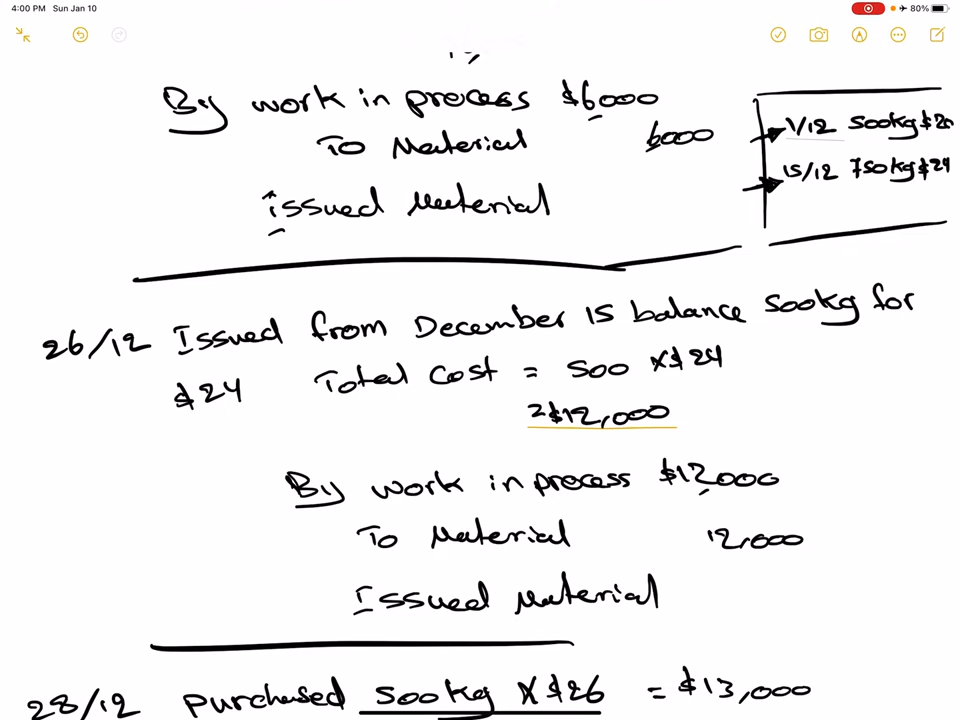 4:00 PM Sun Jan 10
80%
By work in process $6000
To Material 6000
Issued Material
1/12 500kg $20
15/12 750kg $24
26/12 Issued from December 15 balance 500kg for
$24 Total Cost = 500 x $24
=$12,000
By work in process $12,000
To Material 12,000
Issued Material
28/12 purchased 500kg x $26 = $13,000